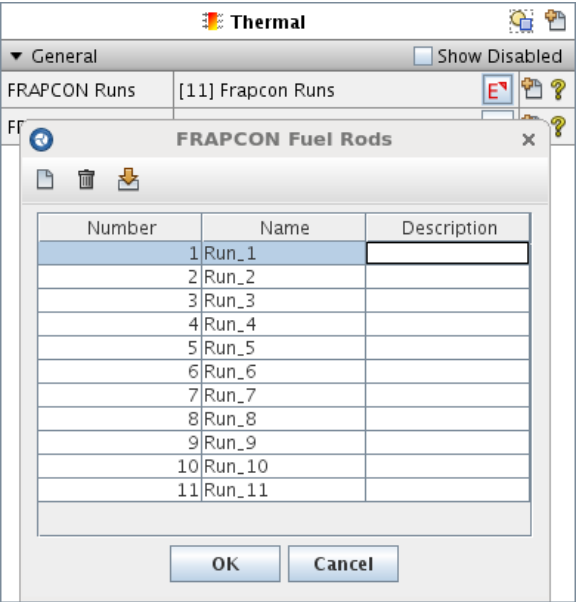 Thermal
General Show Disabled
FRAPCON Runs [11] Frapcon Runs E ?
?
FRAPCON Fuel Rods
Number Name Description
1 Run_1
2 Run_2
3 Run_3
4 Run_4
5 Run_5
6 Run_6
7 Run_7
8 Run_8
9 Run_9
10 Run_10
11 Run_11
OK Cancel